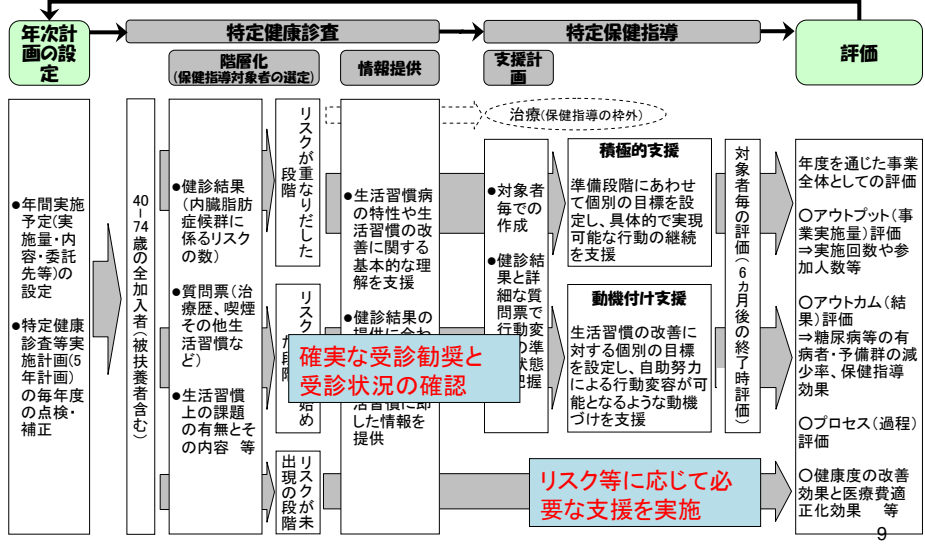 年次計
画の設
定
特定健康診査
特定保健指導
評価
階層化
(保健指導対象者の選定)
情報提供
支援計
画
●年間実施
予定(実
施量・内
容・委託
先等)の
設定
●特定健康
診査等実
施計画(5
年計画)
の毎年度
の点検・
補正
40－74歳の全加入者(被扶養者含む)
●健診結果
(内臓脂肪
症候群に
係るリスク
の数)
●質問票(治
療歴、喫煙
その他生
活習慣な
ど)
●生活習慣
上の課題
の有無とそ
の内容　等
リスクが重なりだした
段階
リスク
始め
段階
リスクが未
出現の段階
●生活習慣病
の特性や生
活習慣の改
善に関する
基本的な理
解を支援
●健診結果の
活習慣に即
した情報を
提供
治療(保健指導の枠外)
●対象者
毎での
作成
●健診結
果と詳
細な質
問票で
行動変
の準
状態
把握
積極的支援
準備段階にあわせ
て個別の目標を設
定し、具体的で実現
可能な行動の継続
を支援
動機付け支援
生活習慣の改善に
対する個別の目標
を設定し、自助努力
による行動変容が可
能となるような動機
づけを支援
対象者毎の評価(6ヵ月後の終了時評価)
年度を通じた事業
全体としての評価
〇アウトプット(事
業実施量)評価
⇒実施回数や参
加人数等
〇アウトカム(結
果)評価
⇒糖尿病等の有
病者・予備群の減
少率、保健指導
効果
〇プロセス(過程)
評価
〇健康度の改善
効果と医療費適
正化効果　等
確実な受診勧奨と
受診状況の確認
リスク等に応じて必
要な支援を実施
9